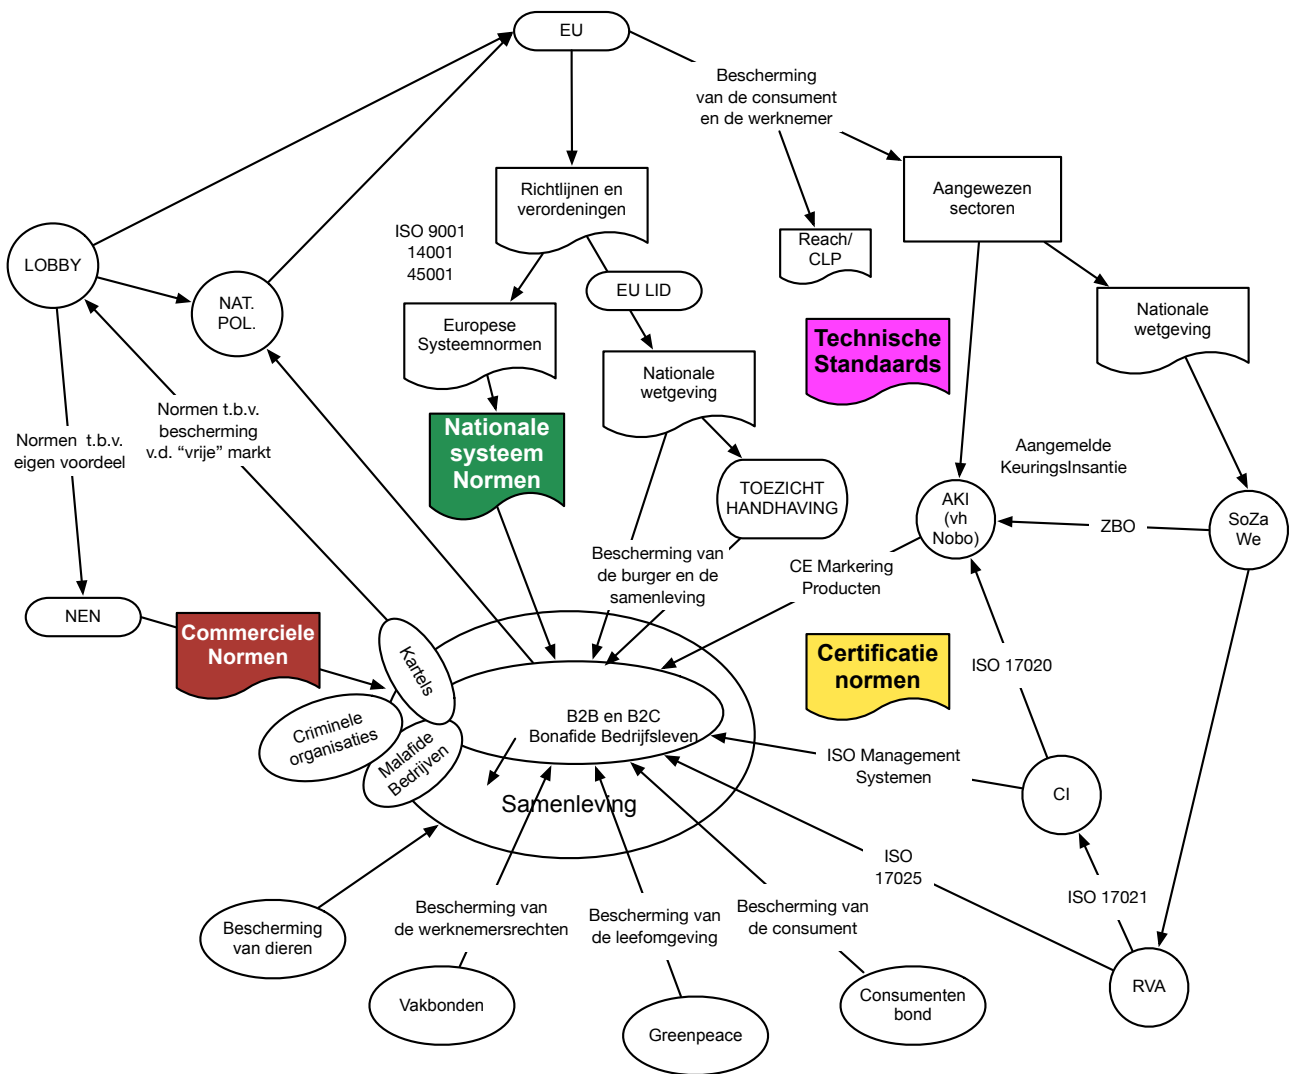 EU
Bescherming
van de consument
en de werknemer
Richtlijnen en
verordeningen
Aangewezen
sectoren
ISO 9001
14001
45001
Reach/
CLP
LOBBY
NAT.
POL.
EU LID
Europese
Systeemnormen
Technische
Standaards
Nationale
wetgeving
Nationale
wetgeving
Normen t.b.v.
bescherming
v.d. “vrije” markt
Normen t.b.v.
eigen voordeel
Nationale
systeem
Normen
Aangemelde
KeuringsInsantie
TOEZICHT
HANDHAVING
AKI
(vh
Nobo)
ZBO
SoZa
We
Bescherming van
de burger en de
samenleving
CE Markering
Producten
NEN
Commerciele
Normen
Kartels
Certificatie
normen
ISO 17020
Criminele
organisaties
Malafide
Bedrijven
B2B en B2C
Bonafide Bedrijfsleven
ISO Management
Systemen
CI
Samenleving
ISO
17025
ISO 17021
Bescherming
van dieren
Bescherming van
de werknemersrechten
Bescherming van
de leefomgeving
Bescherming van
de consument
Vakbonden
Greenpeace
Consumenten
bond
RVA